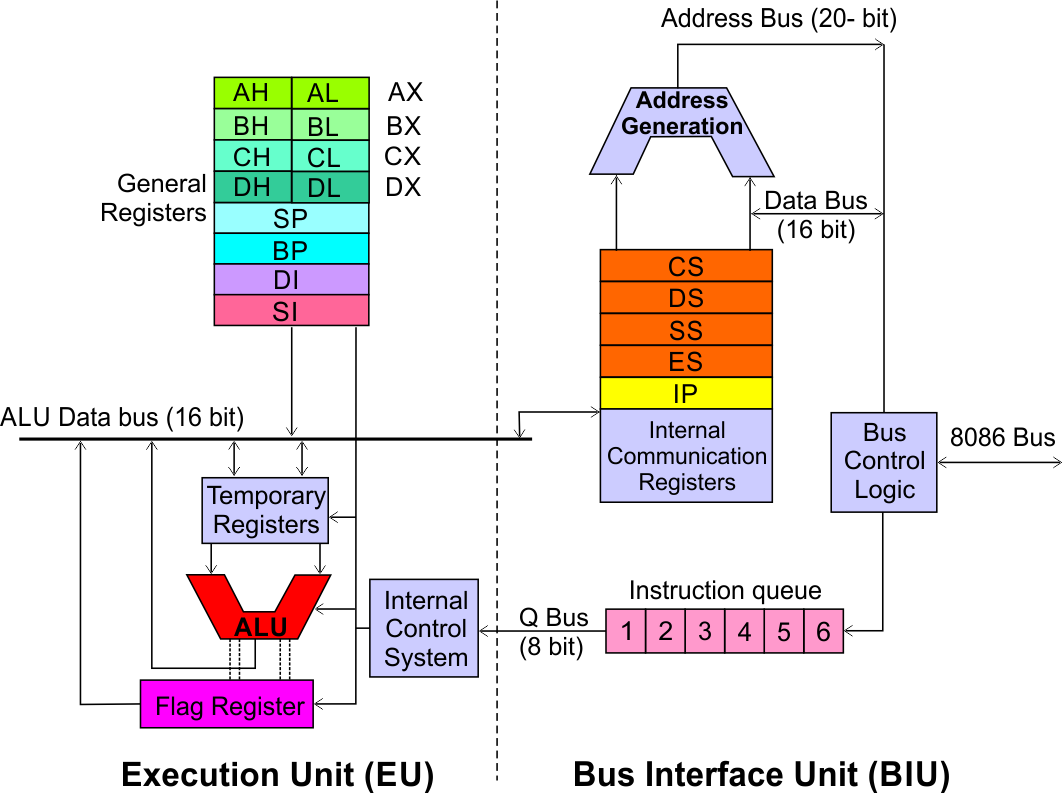 Address Bus (20- bit)
AH AL AX
BH BL BX
CH CL CX
DH DL DX
General
Registers
SP
BP
DI
SI
Address
Generation
Data Bus
(16 bit)
CS
DS
SS
ES
IP
Internal
Communication
Registers
ALU Data bus (16 bit)
Bus
Control
Logic
8086 Bus
Temporary
Registers
ALU
Internal
Control
System
Q Bus
(8 bit)
Instruction queue
1 2 3 4 5 6
Flag Register
Execution Unit (EU)
Bus Interface Unit (BIU)